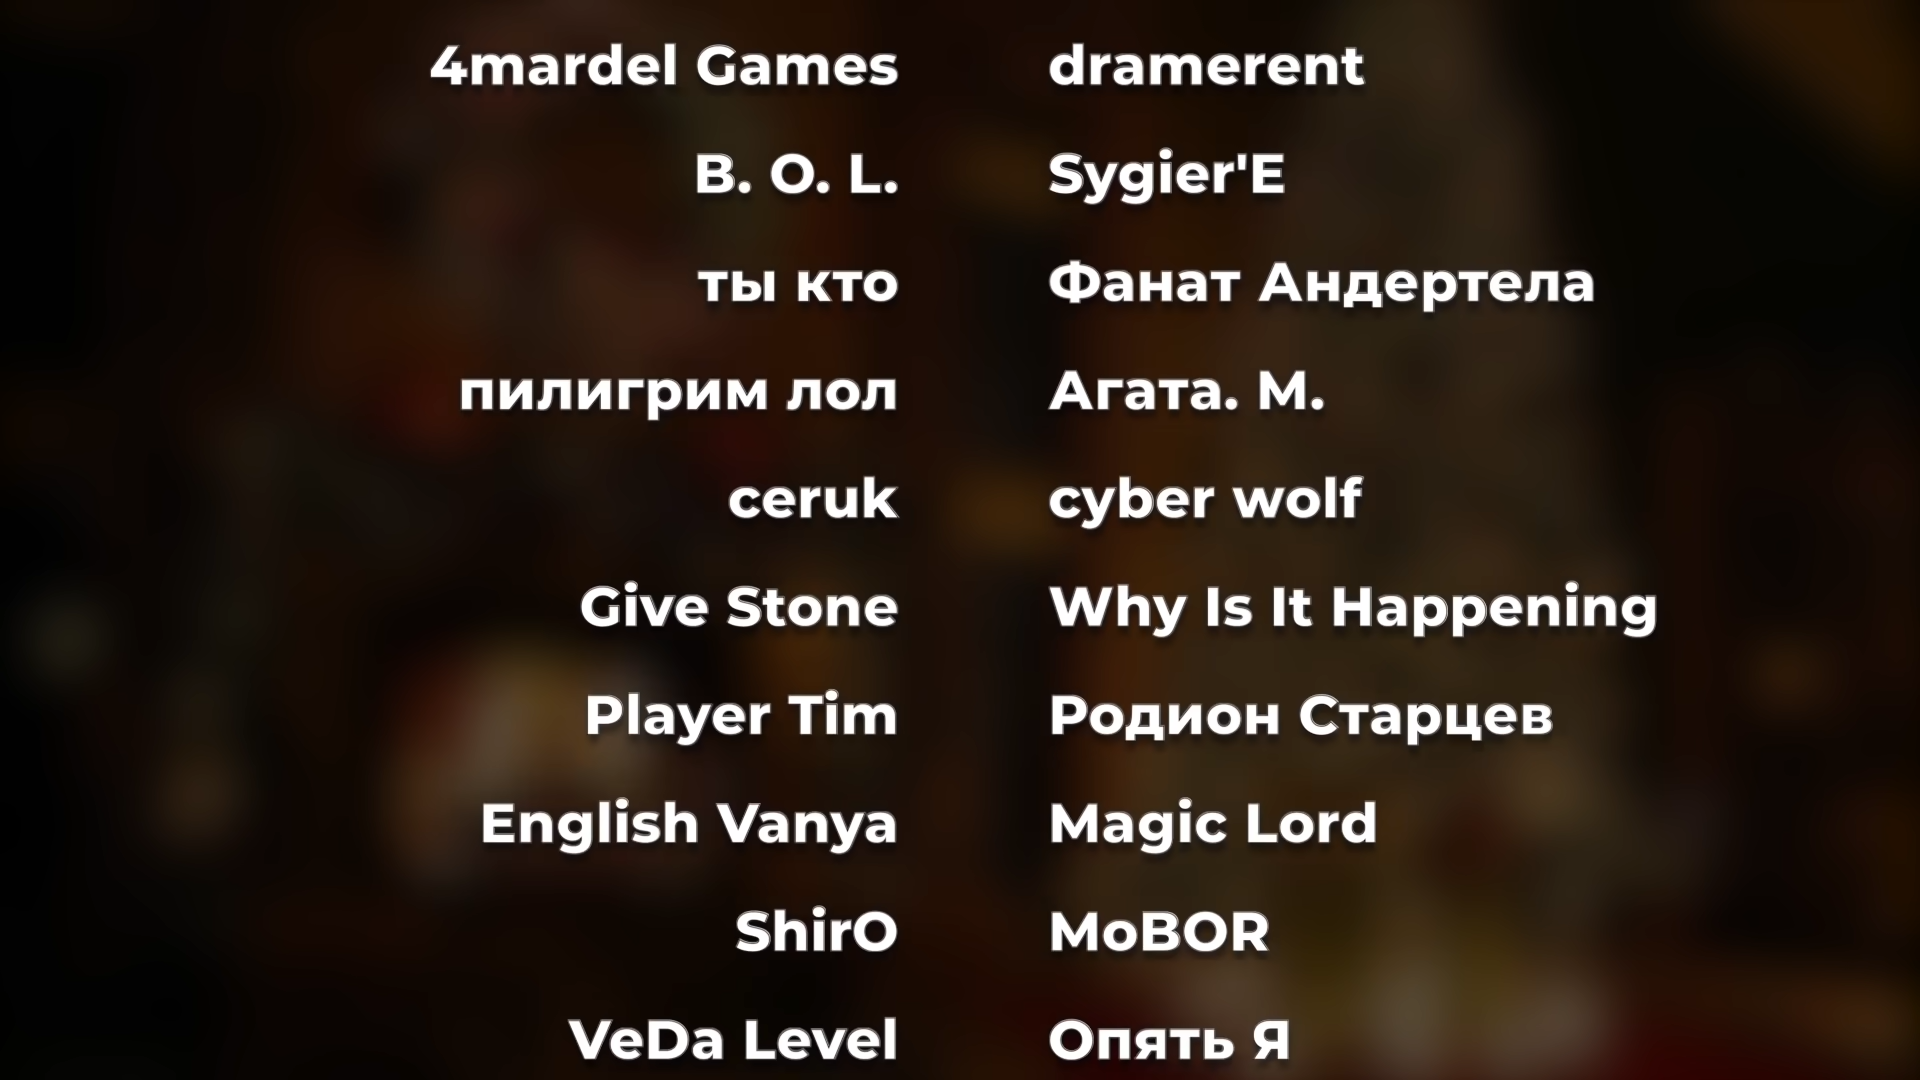 4mardel Games dramerent
B. O. L. Sygier'E
ты кто Фанат Андертела
пилигрим лол Агата. М.
ceruk cyber wolf
Give Stone Why Is It Happening
Player Tim Родион Старцев
English Vanya Magic Lord
ShirO MoBOR
VeDa Level Опять Я